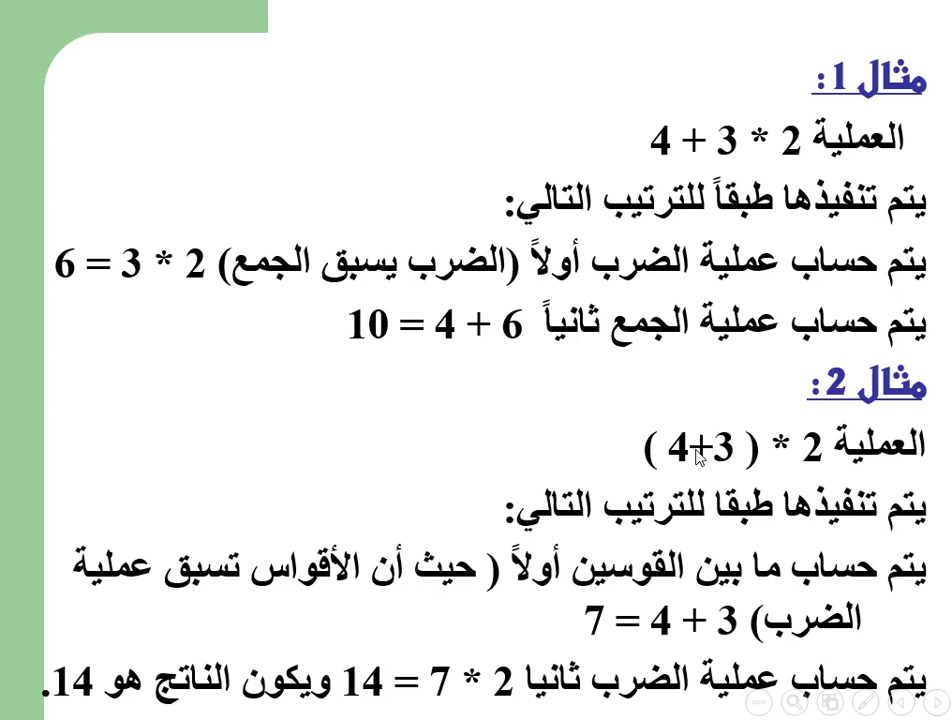 مثال 1:
العملية 2 * 3 + 4
يتم تنفيذها طبقاً للترتيب التالي:
يتم حساب عملية الضرب أولاً (الضرب يسبق الجمع) 2 * 3 = 6
يتم حساب عملية الجمع ثانياً 6 + 4 = 10
مثال 2:
العملية 2 * ( 3+4 )
يتم تنفيذها طبقا للترتيب التالي:
يتم حساب ما بين القوسين أولاً ( حيث أن الأقواس تسبق عملية
الضرب) 3 + 4 = 7
يتم حساب عملية الضرب ثانيا 2 * 7 = 14 ويكون الناتج هو 14.